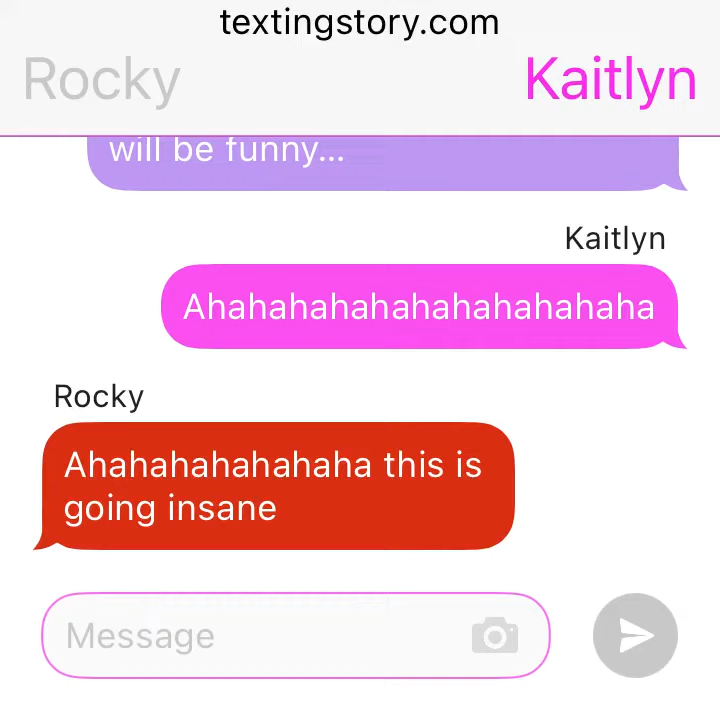 textingstory.com
Rocky
Kaitlyn
will be funny...
Kaitlyn
Ahahahahahahahahahahaha
Rocky
Ahahahahahahaha this is
going insane
Message